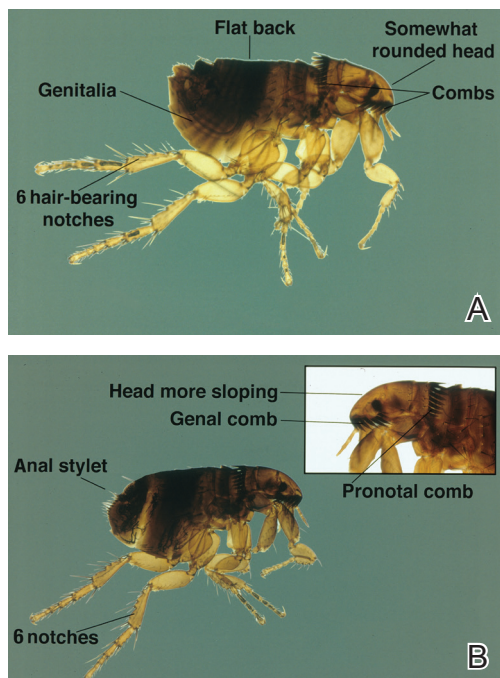 Flat back
Somewhat
rounded head
Genitalia
Combs
6 hair-bearing
notches
A
Head more sloping
Genal comb
Anal stylet
Pronotal comb
6 notches
B